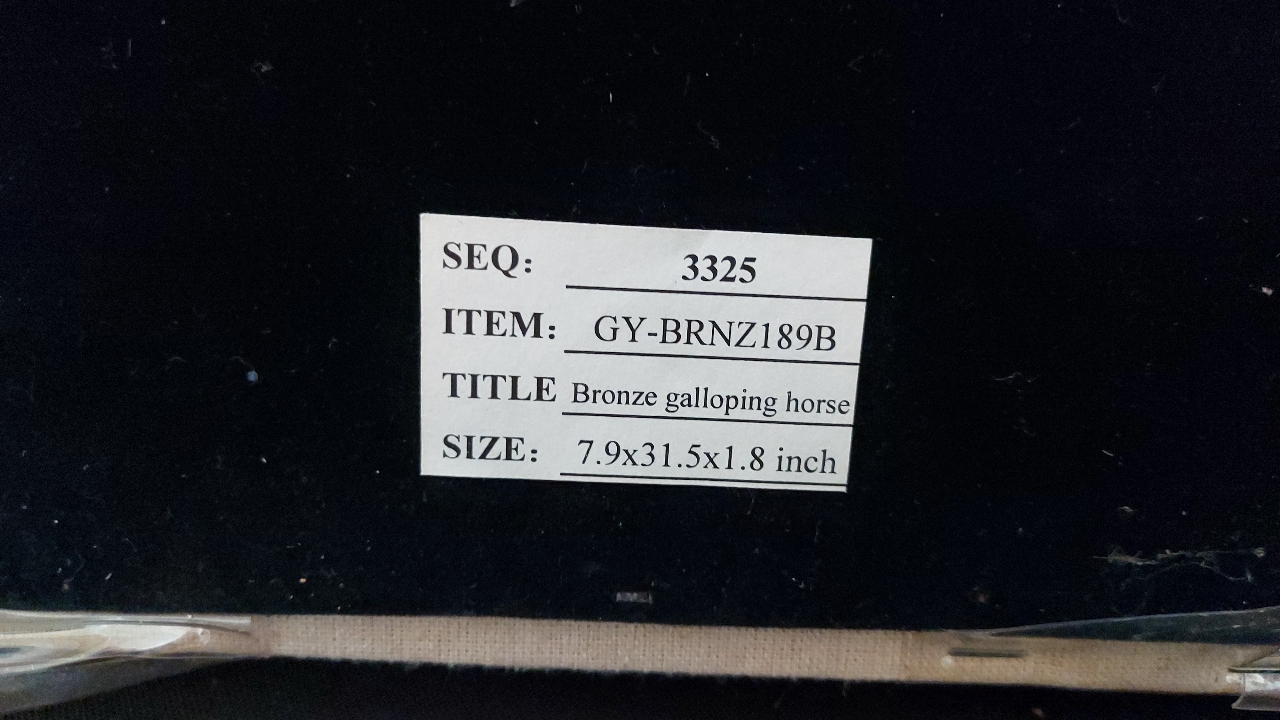 SEQ: 3325
ITEM: GY-BRNZ189B
TITLE Bronze galloping horse
SIZE: 7.9x31.5x1.8 inch